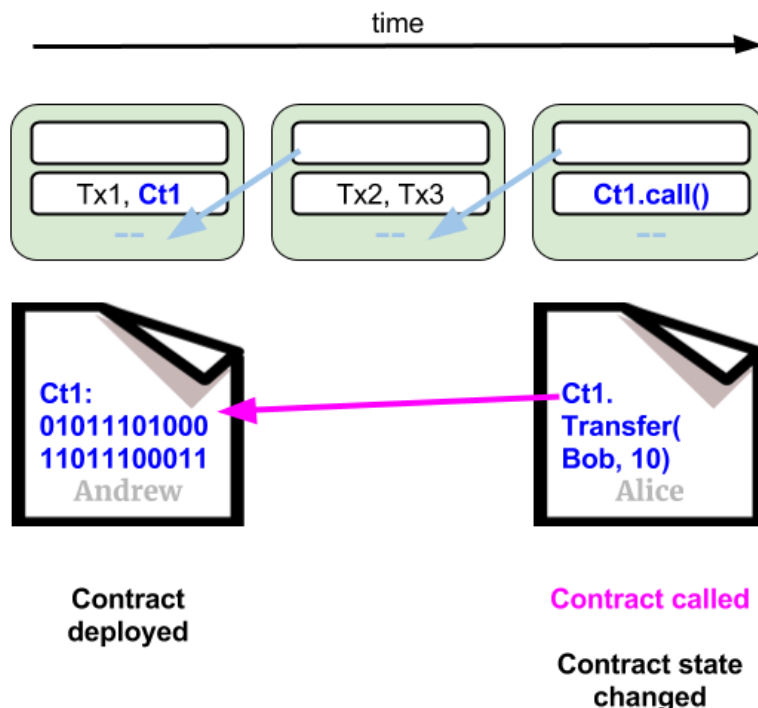 time
Tx1, Ct1
Tx2, Tx3
Ct1.call()
--
--
--
Ct1:
01011101000
11011100011
Andrew
Ct1.
Transfer(
Bob, 10)
Alice
Contract
deployed
Contract called
Contract state
changed